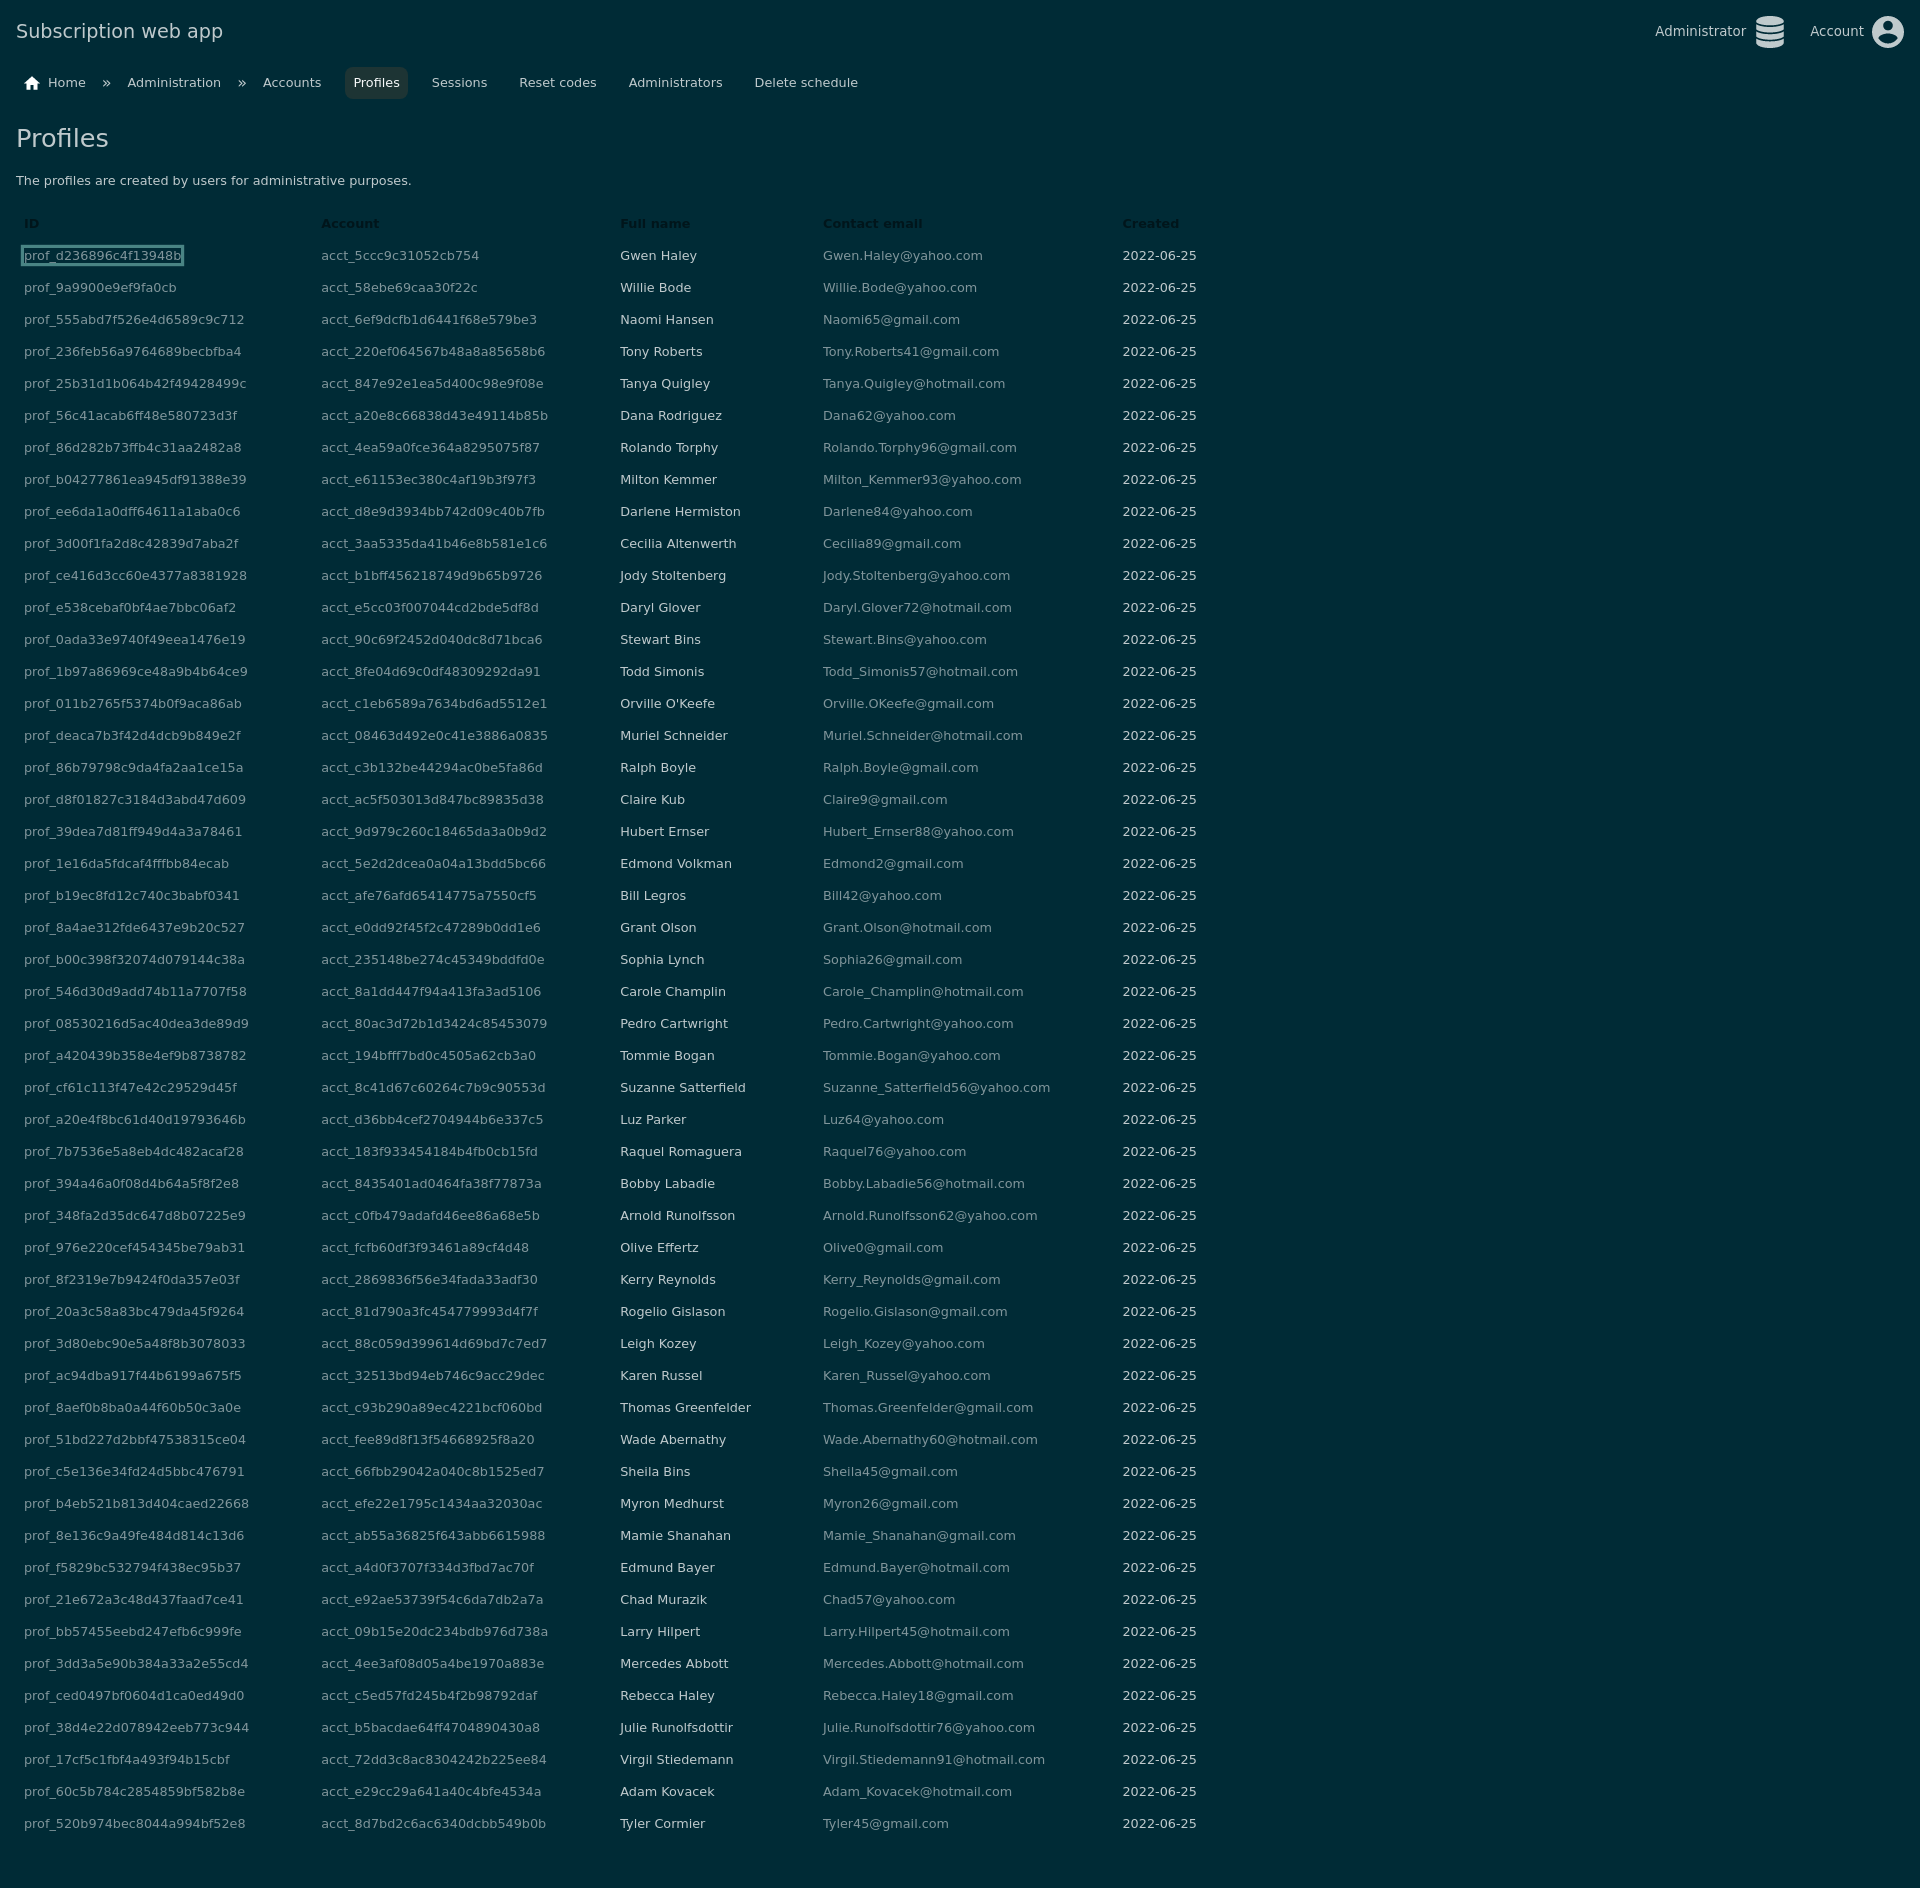 Subscription web app Administrator Account
Home » Administration » Accounts Profiles Sessions Reset codes Administrators Delete schedule
Profiles
The profiles are created by users for administrative purposes.
ID Account Full name Contact email Created
prof_d236896c4f13948b acct_5ccc9c31052cb754 Gwen Haley Gwen.Haley@yahoo.com 2022-06-25
prof_9a9900e9ef9fa0cb acct_58ebe69caa30f22c Willie Bode Willie.Bode@yahoo.com 2022-06-25
prof_555abd7f526e4d6589c9c712 acct_6ef9dcfb1d6441f68e579be3 Naomi Hansen Naomi65@gmail.com 2022-06-25
prof_236feb56a9764689becbfba4 acct_220ef064567b48a8a85658b6 Tony Roberts Tony.Roberts41@gmail.com 2022-06-25
prof_25b31d1b064b42f49428499c acct_847e92e1ea5d400c98e9f08e Tanya Quigley Tanya.Quigley@hotmail.com 2022-06-25
prof_56c41acab6ff48e580723d3f acct_a20e8c66838d43e49114b85b Dana Rodriguez Dana62@yahoo.com 2022-06-25
prof_86d282b73ffb4c31aa2482a8 acct_4ea59a0fce364a8295075f87 Rolando Torphy Rolando.Torphy96@gmail.com 2022-06-25
prof_b04277861ea945df91388e39 acct_e61153ec380c4af19b3f97f3 Milton Kemmer Milton_Kemmer93@yahoo.com 2022-06-25
prof_ee6da1a0dff64611a1aba0c6 acct_d8e9d3934bb742d09c40b7fb Darlene Hermiston Darlene84@yahoo.com 2022-06-25
prof_3d00f1fa2d8c42839d7aba2f acct_3aa5335da41b46e8b581e1c6 Cecilia Altenwerth Cecilia89@gmail.com 2022-06-25
prof_ce416d3cc60e4377a8381928 acct_b1bff456218749d9b65b9726 Jody Stoltenberg Jody.Stoltenberg@yahoo.com 2022-06-25
prof_e538cebaf0bf4ae7bbc06af2 acct_e5cc03f007044cd2bde5df8d Daryl Glover Daryl.Glover72@hotmail.com 2022-06-25
prof_0ada33e9740f49eea1476e19 acct_90c69f2452d040dc8d71bca6 Stewart Bins Stewart.Bins@yahoo.com 2022-06-25
prof_1b97a86969ce48a9b4b64ce9 acct_8fe04d69c0df48309292da91 Todd Simonis Todd_Simonis57@hotmail.com 2022-06-25
prof_011b2765f5374b0f9aca86ab acct_c1eb6589a7634bd6ad5512e1 Orville O'Keefe Orville.OKeefe@gmail.com 2022-06-25
prof_deaca7b3f42d4dcb9b849e2f acct_08463d492e0c41e3886a0835 Muriel Schneider Muriel.Schneider@hotmail.com 2022-06-25
prof_86b79798c9da4fa2aa1ce15a acct_c3b132be44294ac0be5fa86d Ralph Boyle Ralph.Boyle@gmail.com 2022-06-25
prof_d8f01827c3184d3abd47d609 acct_ac5f503013d847bc89835d38 Claire Kub Claire9@gmail.com 2022-06-25
prof_39dea7d81ff949d4a3a78461 acct_9d979c260c18465da3a0b9d2 Hubert Ernser Hubert_Ernser88@yahoo.com 2022-06-25
prof_1e16da5fdcaf4fffbb84ecab acct_5e2d2dcea0a04a13bdd5bc66 Edmond Volkman Edmond2@gmail.com 2022-06-25
prof_b19ec8fd12c740c3babf0341 acct_afe76afd65414775a7550cf5 Bill Legros Bill42@yahoo.com 2022-06-25
prof_8a4ae312fde6437e9b20c527 acct_e0dd92f45f2c47289b0dd1e6 Grant Olson Grant.Olson@hotmail.com 2022-06-25
prof_b00c398f32074d079144c38a acct_235148be274c45349bddfd0e Sophia Lynch Sophia26@gmail.com 2022-06-25
prof_546d30d9add74b11a7707f58 acct_8a1dd447f94a413fa3ad5106 Carole Champlin Carole_Champlin@hotmail.com 2022-06-25
prof_08530216d5ac40dea3de89d9 acct_80ac3d72b1d3424c85453079 Pedro Cartwright Pedro.Cartwright@yahoo.com 2022-06-25
prof_a420439b358e4ef9b8738782 acct_194bfff7bd0c4505a62cb3a0 Tommie Bogan Tommie.Bogan@yahoo.com 2022-06-25
prof_cf61c113f47e42c29529d45f acct_8c41d67c60264c7b9c90553d Suzanne Satterfield Suzanne_Satterfield56@yahoo.com 2022-06-25
prof_a20e4f8bc61d40d19793646b acct_d36bb4cef2704944b6e337c5 Luz Parker Luz64@yahoo.com 2022-06-25
prof_7b7536e5a8eb4dc482acaf28 acct_183f933454184b4fb0cb15fd Raquel Romaguera Raquel76@yahoo.com 2022-06-25
prof_394a46a0f08d4b64a5f8f2e8 acct_8435401ad0464fa38f77873a Bobby Labadie Bobby.Labadie56@hotmail.com 2022-06-25
prof_348fa2d35dc647d8b07225e9 acct_c0fb479adafd46ee86a68e5b Arnold Runolfsson Arnold.Runolfsson62@yahoo.com 2022-06-25
prof_976e220cef454345be79ab31 acct_fcfb60df3f93461a89cf4d48 Olive Effertz Olive0@gmail.com 2022-06-25
prof_8f2319e7b9424f0da357e03f acct_2869836f56e34fada33adf30 Kerry Reynolds Kerry_Reynolds@gmail.com 2022-06-25
prof_20a3c58a83bc479da45f9264 acct_81d790a3fc454779993d4f7f Rogelio Gislason Rogelio.Gislason@gmail.com 2022-06-25
prof_3d80ebc90e5a48f8b3078033 acct_88c059d399614d69bd7c7ed7 Leigh Kozey Leigh_Kozey@yahoo.com 2022-06-25
prof_ac94dba917f44b6199a675f5 acct_32513bd94eb746c9acc29dec Karen Russel Karen_Russel@yahoo.com 2022-06-25
prof_8aef0b8ba0a44f60b50c3a0e acct_c93b290a89ec4221bcf060bd Thomas Greenfelder Thomas.Greenfelder@gmail.com 2022-06-25
prof_51bd227d2bbf47538315ce04 acct_fee89d8f13f54668925f8a20 Wade Abernathy Wade.Abernathy60@hotmail.com 2022-06-25
prof_c5e136e34fd24d5bbc476791 acct_66fbb29042a040c8b1525ed7 Sheila Bins Sheila45@gmail.com 2022-06-25
prof_b4eb521b813d404caed22668 acct_efe22e1795c1434aa32030ac Myron Medhurst Myron26@gmail.com 2022-06-25
prof_8e136c9a49fe484d814c13d6 acct_ab55a36825f643abb6615988 Mamie Shanahan Mamie_Shanahan@gmail.com 2022-06-25
prof_f5829bc532794f438ec95b37 acct_a4d0f3707f334d3fbd7ac70f Edmund Bayer Edmund.Bayer@hotmail.com 2022-06-25
prof_21e672a3c48d437faad7ce41 acct_e92ae53739f54c6da7db2a7a Chad Murazik Chad57@yahoo.com 2022-06-25
prof_bb57455eebd247efb6c999fe acct_09b15e20dc234bdb976d738a Larry Hilpert Larry.Hilpert45@hotmail.com 2022-06-25
prof_3dd3a5e90b384a33a2e55cd4 acct_4ee3af08d05a4be1970a883e Mercedes Abbott Mercedes.Abbott@hotmail.com 2022-06-25
prof_ced0497bf0604d1ca0ed49d0 acct_c5ed57fd245b4f2b98792daf Rebecca Haley Rebecca.Haley18@gmail.com 2022-06-25
prof_38d4e22d078942eeb773c944 acct_b5bacdae64ff4704890430a8 Julie Runolfsdottir Julie.Runolfsdottir76@yahoo.com 2022-06-25
prof_17cf5c1fbf4a493f94b15cbf acct_72dd3c8ac8304242b225ee84 Virgil Stiedemann Virgil.Stiedemann91@hotmail.com 2022-06-25
prof_60c5b784c2854859bf582b8e acct_e29cc29a641a40c4bfe4534a Adam Kovacek Adam_Kovacek@hotmail.com 2022-06-25
prof_520b974bec8044a994bf52e8 acct_8d7bd2c6ac6340dcbb549b0b Tyler Cormier Tyler45@gmail.com 2022-06-25